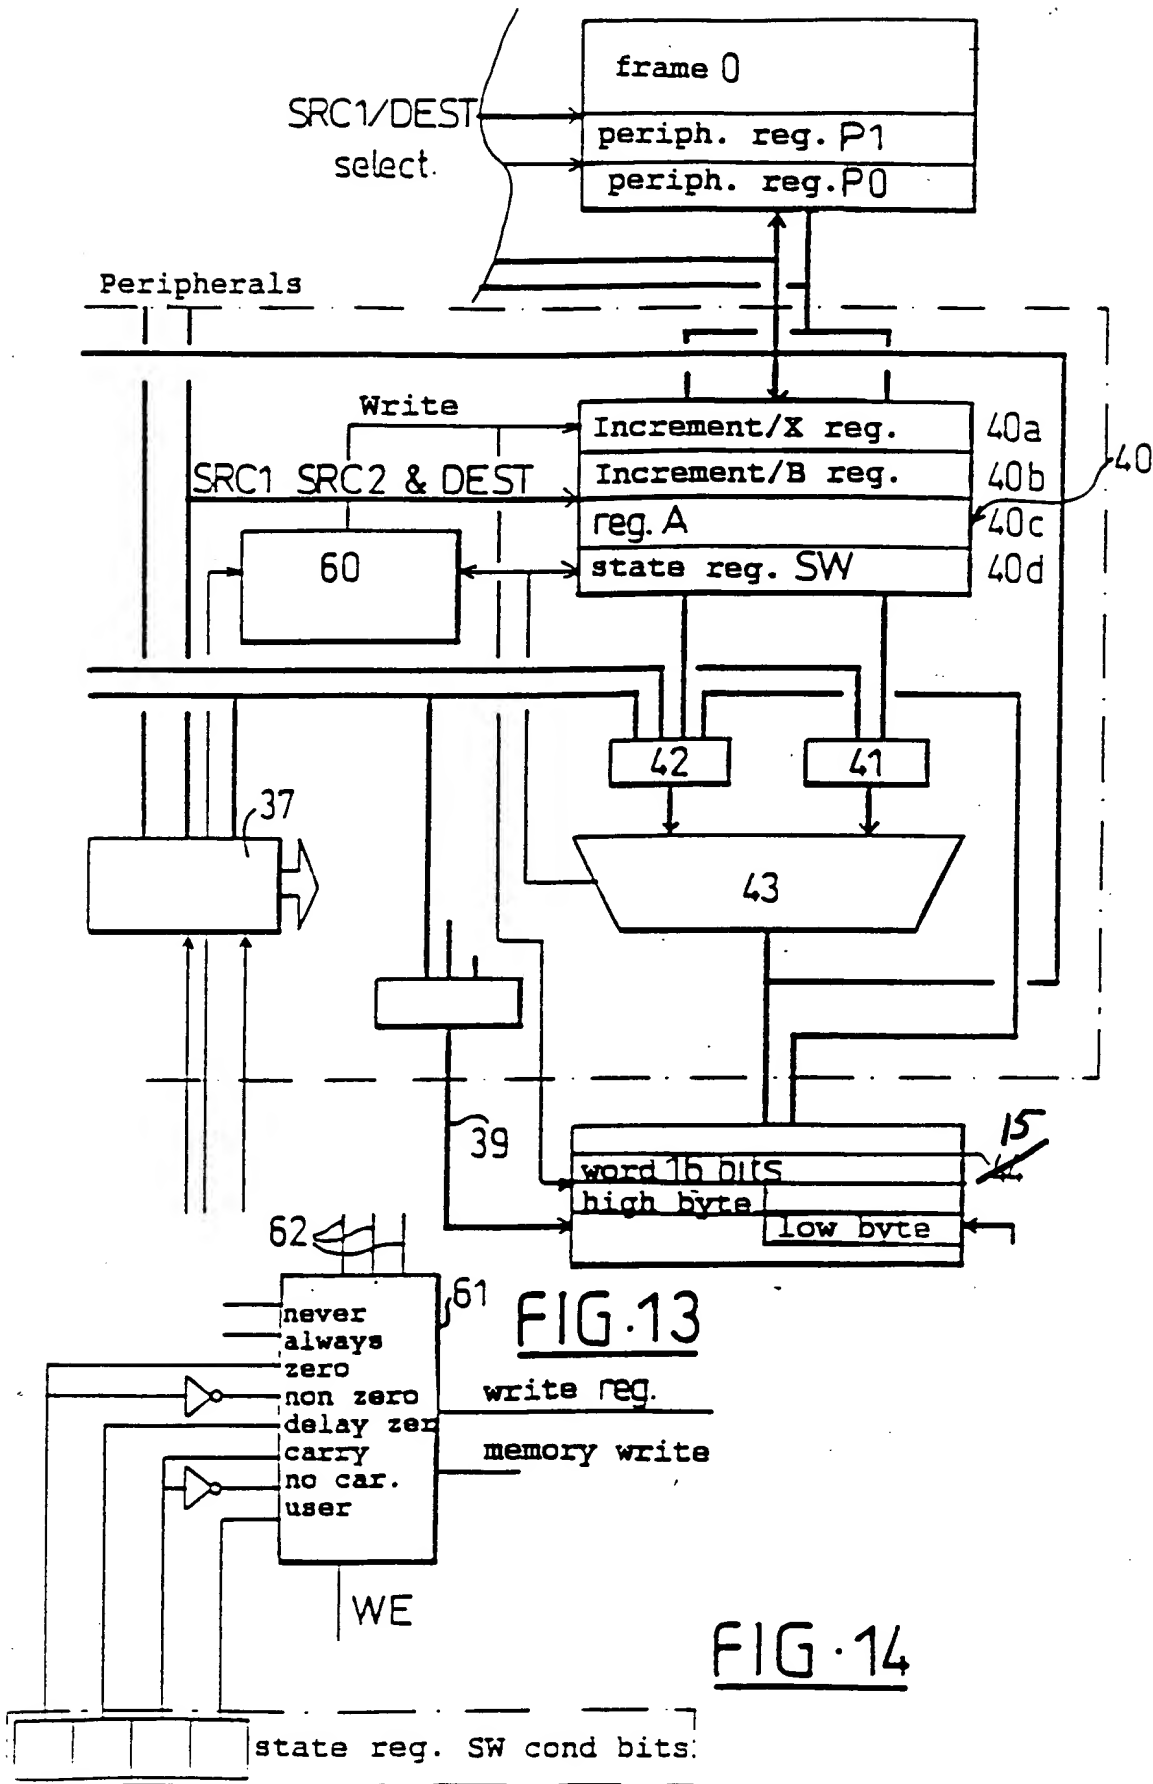 frame 0
SRC1/DEST
select.
periph. reg. P1
periph. reg. P0
Peripherals
Write
Increment/X reg.
40a
SRC1 SRC2 & DEST
Increment/B reg.
40b
40
reg. A
40c
60
state reg. SW
40d
42
41
37
43
39
15
word 16 bits
high byte
low byte
62
61
FIG.13
never
always
zero
non zero
delay zer
carry
no car.
user
write reg.
memory write
WE
FIG.14
state reg. SW cond bits